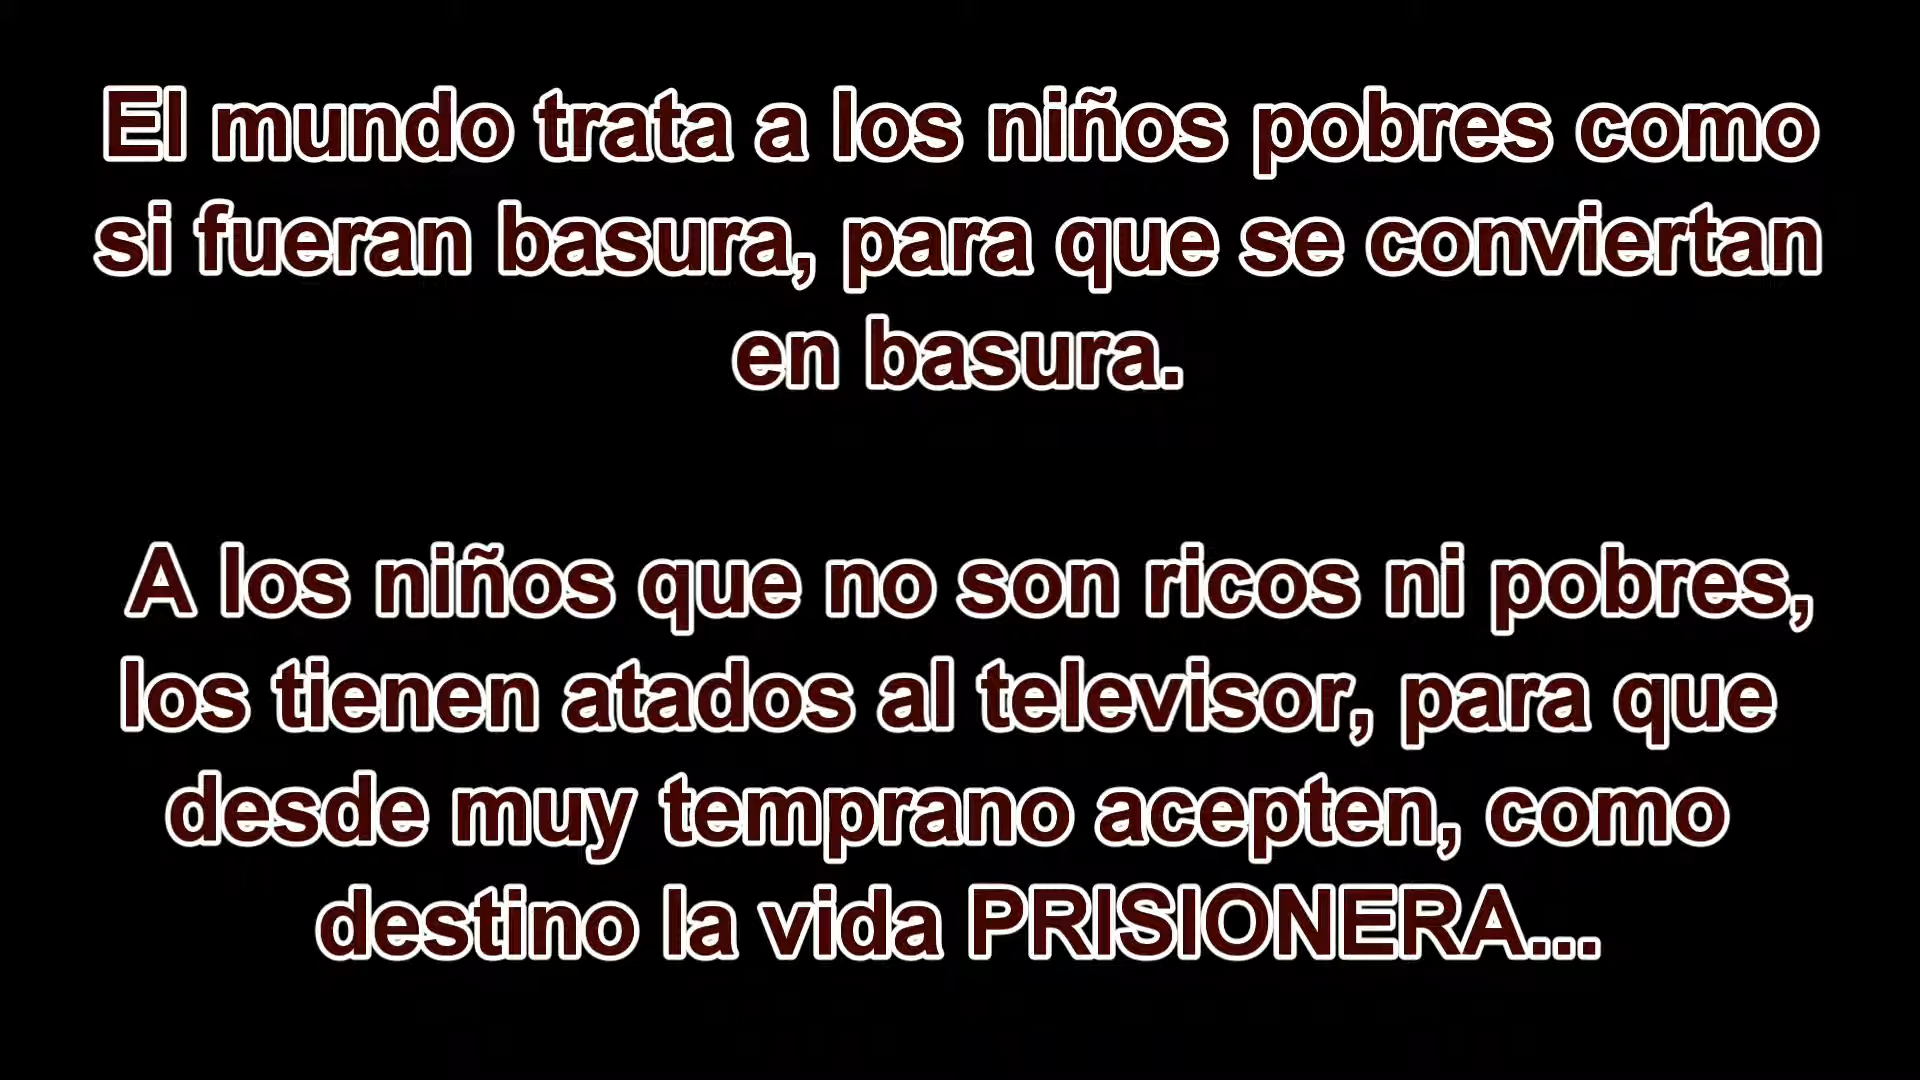 El mundo trata a los niños pobres como
si fueran basura, para que se conviertan
en basura.
A los niños que no son ricos ni pobres,
los tienen atados al televisor, para que
desde muy temprano acepten, como
destino la vida PRISIONERA...